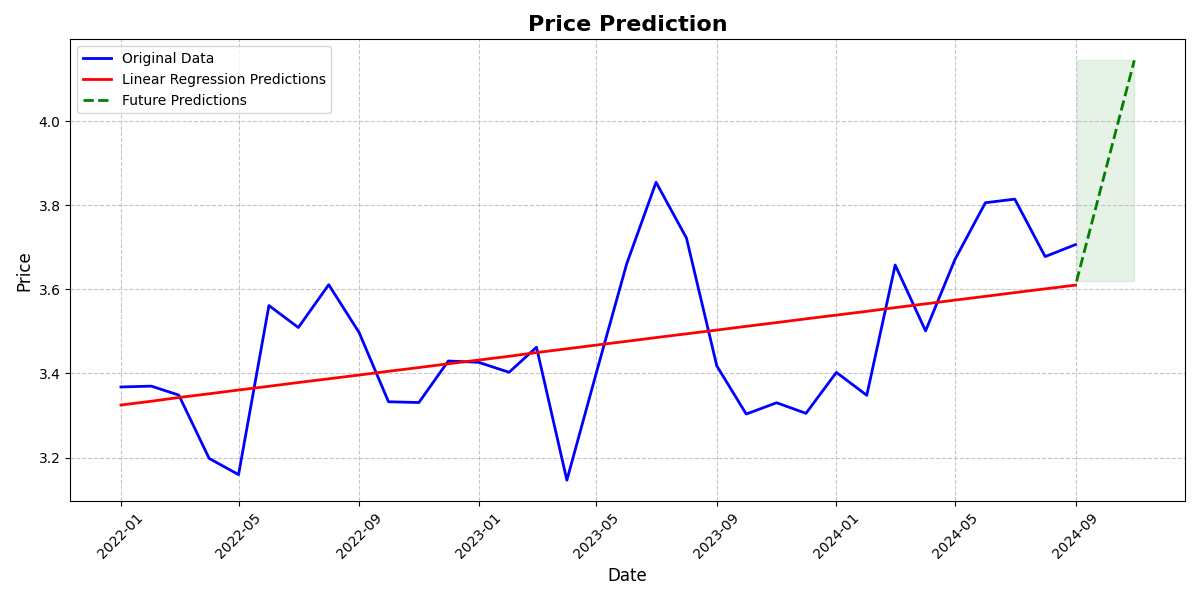 Price Prediction
Original Data
Linear Regression Predictions
Future Predictions
Price
4.0
3.8
3.6
3.4
3.2
2022-01
2022-05
2022-09
2023-01
2023-05
2023-09
2024-01
2024-05
2024-09
Date